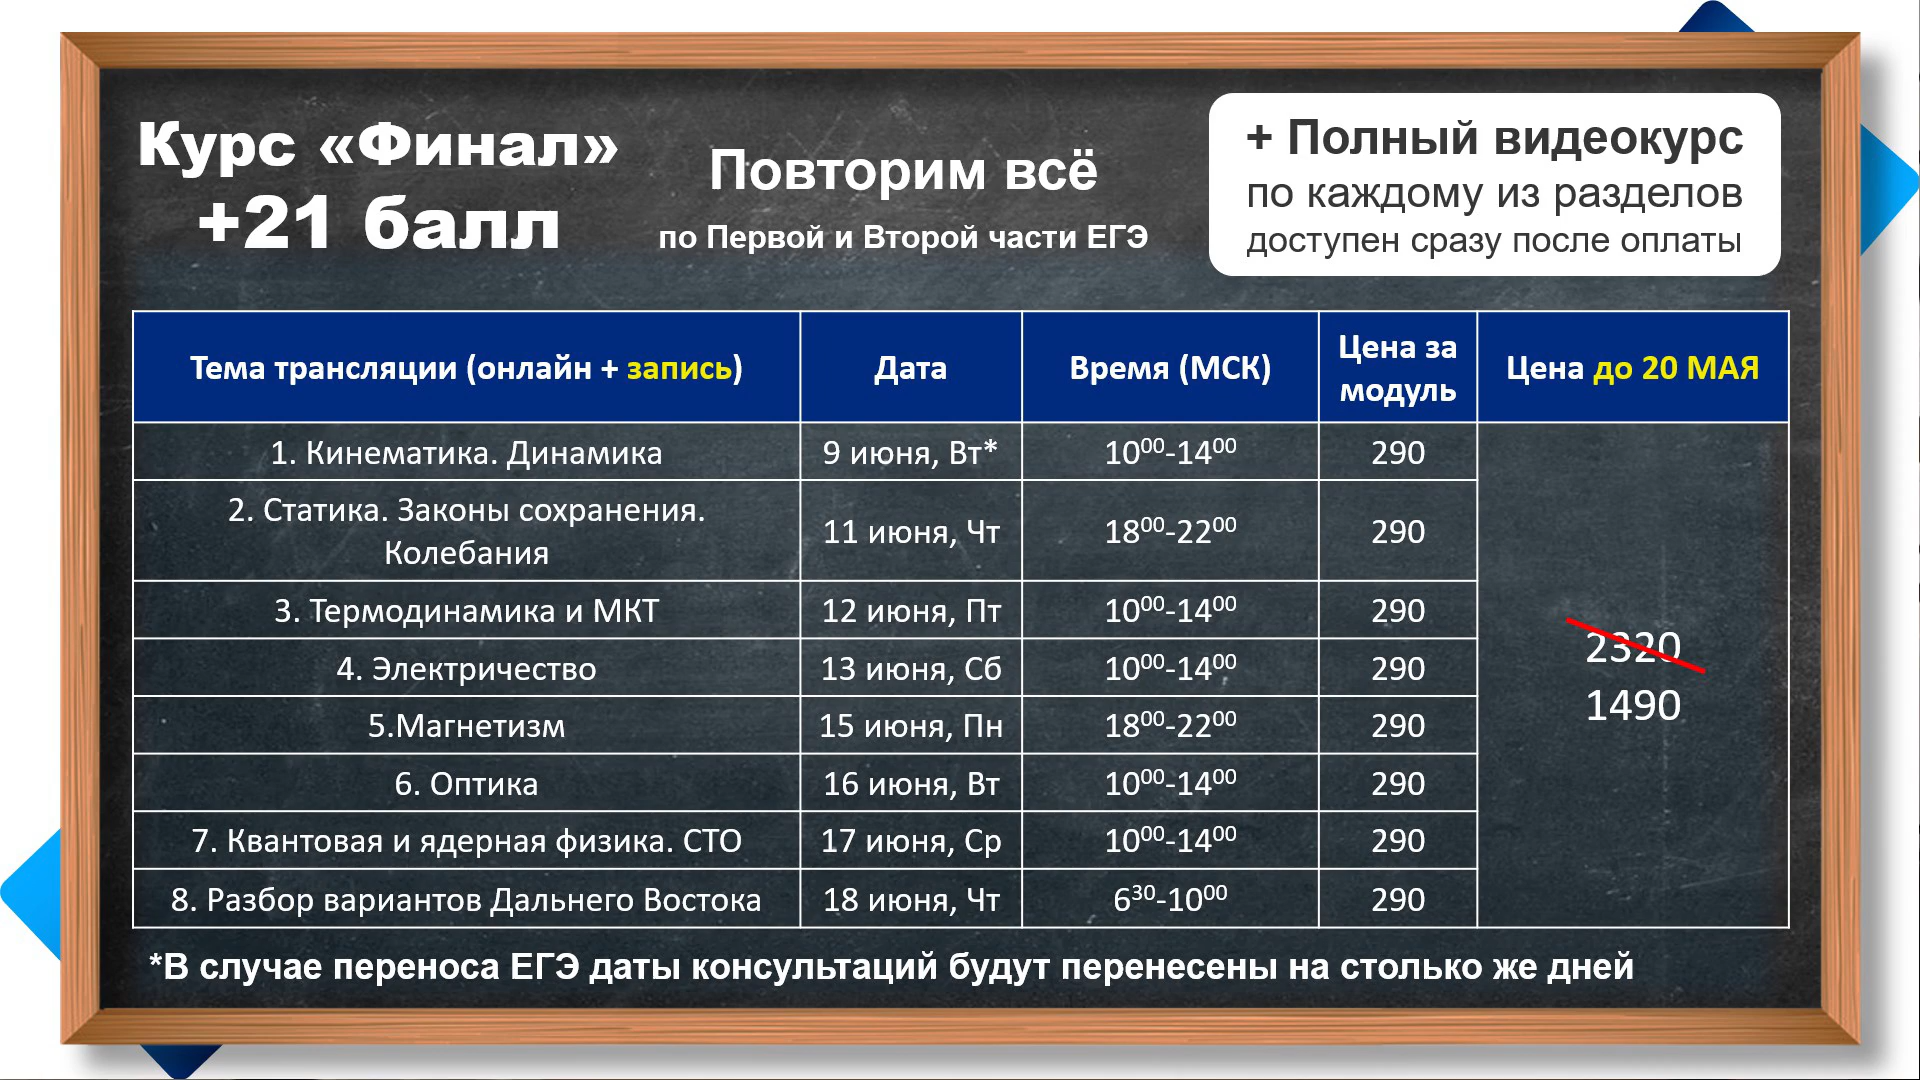 Курс «Финал»
+21 балл
Повторим всё
по Первой и Второй части ЕГЭ
+ Полный видеокурс
по каждому из разделов
доступен сразу после оплаты
Тема трансляции (онлайн + запись) Дата Время (МСК) Цена за модуль Цена до 20 МАЯ
1. Кинематика. Динамика 9 июня, Вт* 10⁰⁰-14⁰⁰ 290
2. Статика. Законы сохранения. Колебания 11 июня, Чт 18⁰⁰-22⁰⁰ 290
3. Термодинамика и МКТ 12 июня, Пт 10⁰⁰-14⁰⁰ 290
4. Электричество 13 июня, Сб 10⁰⁰-14⁰⁰ 290
5.Магнетизм 15 июня, Пн 18⁰⁰-22⁰⁰ 290
6. Оптика 16 июня, Вт 10⁰⁰-14⁰⁰ 290
7. Квантовая и ядерная физика. СТО 17 июня, Ср 10⁰⁰-14⁰⁰ 290
8. Разбор вариантов Дальнего Востока 18 июня, Чт 6³⁰-10⁰⁰ 290
2320
1490
*В случае переноса ЕГЭ даты консультаций будут перенесены на столько же дней